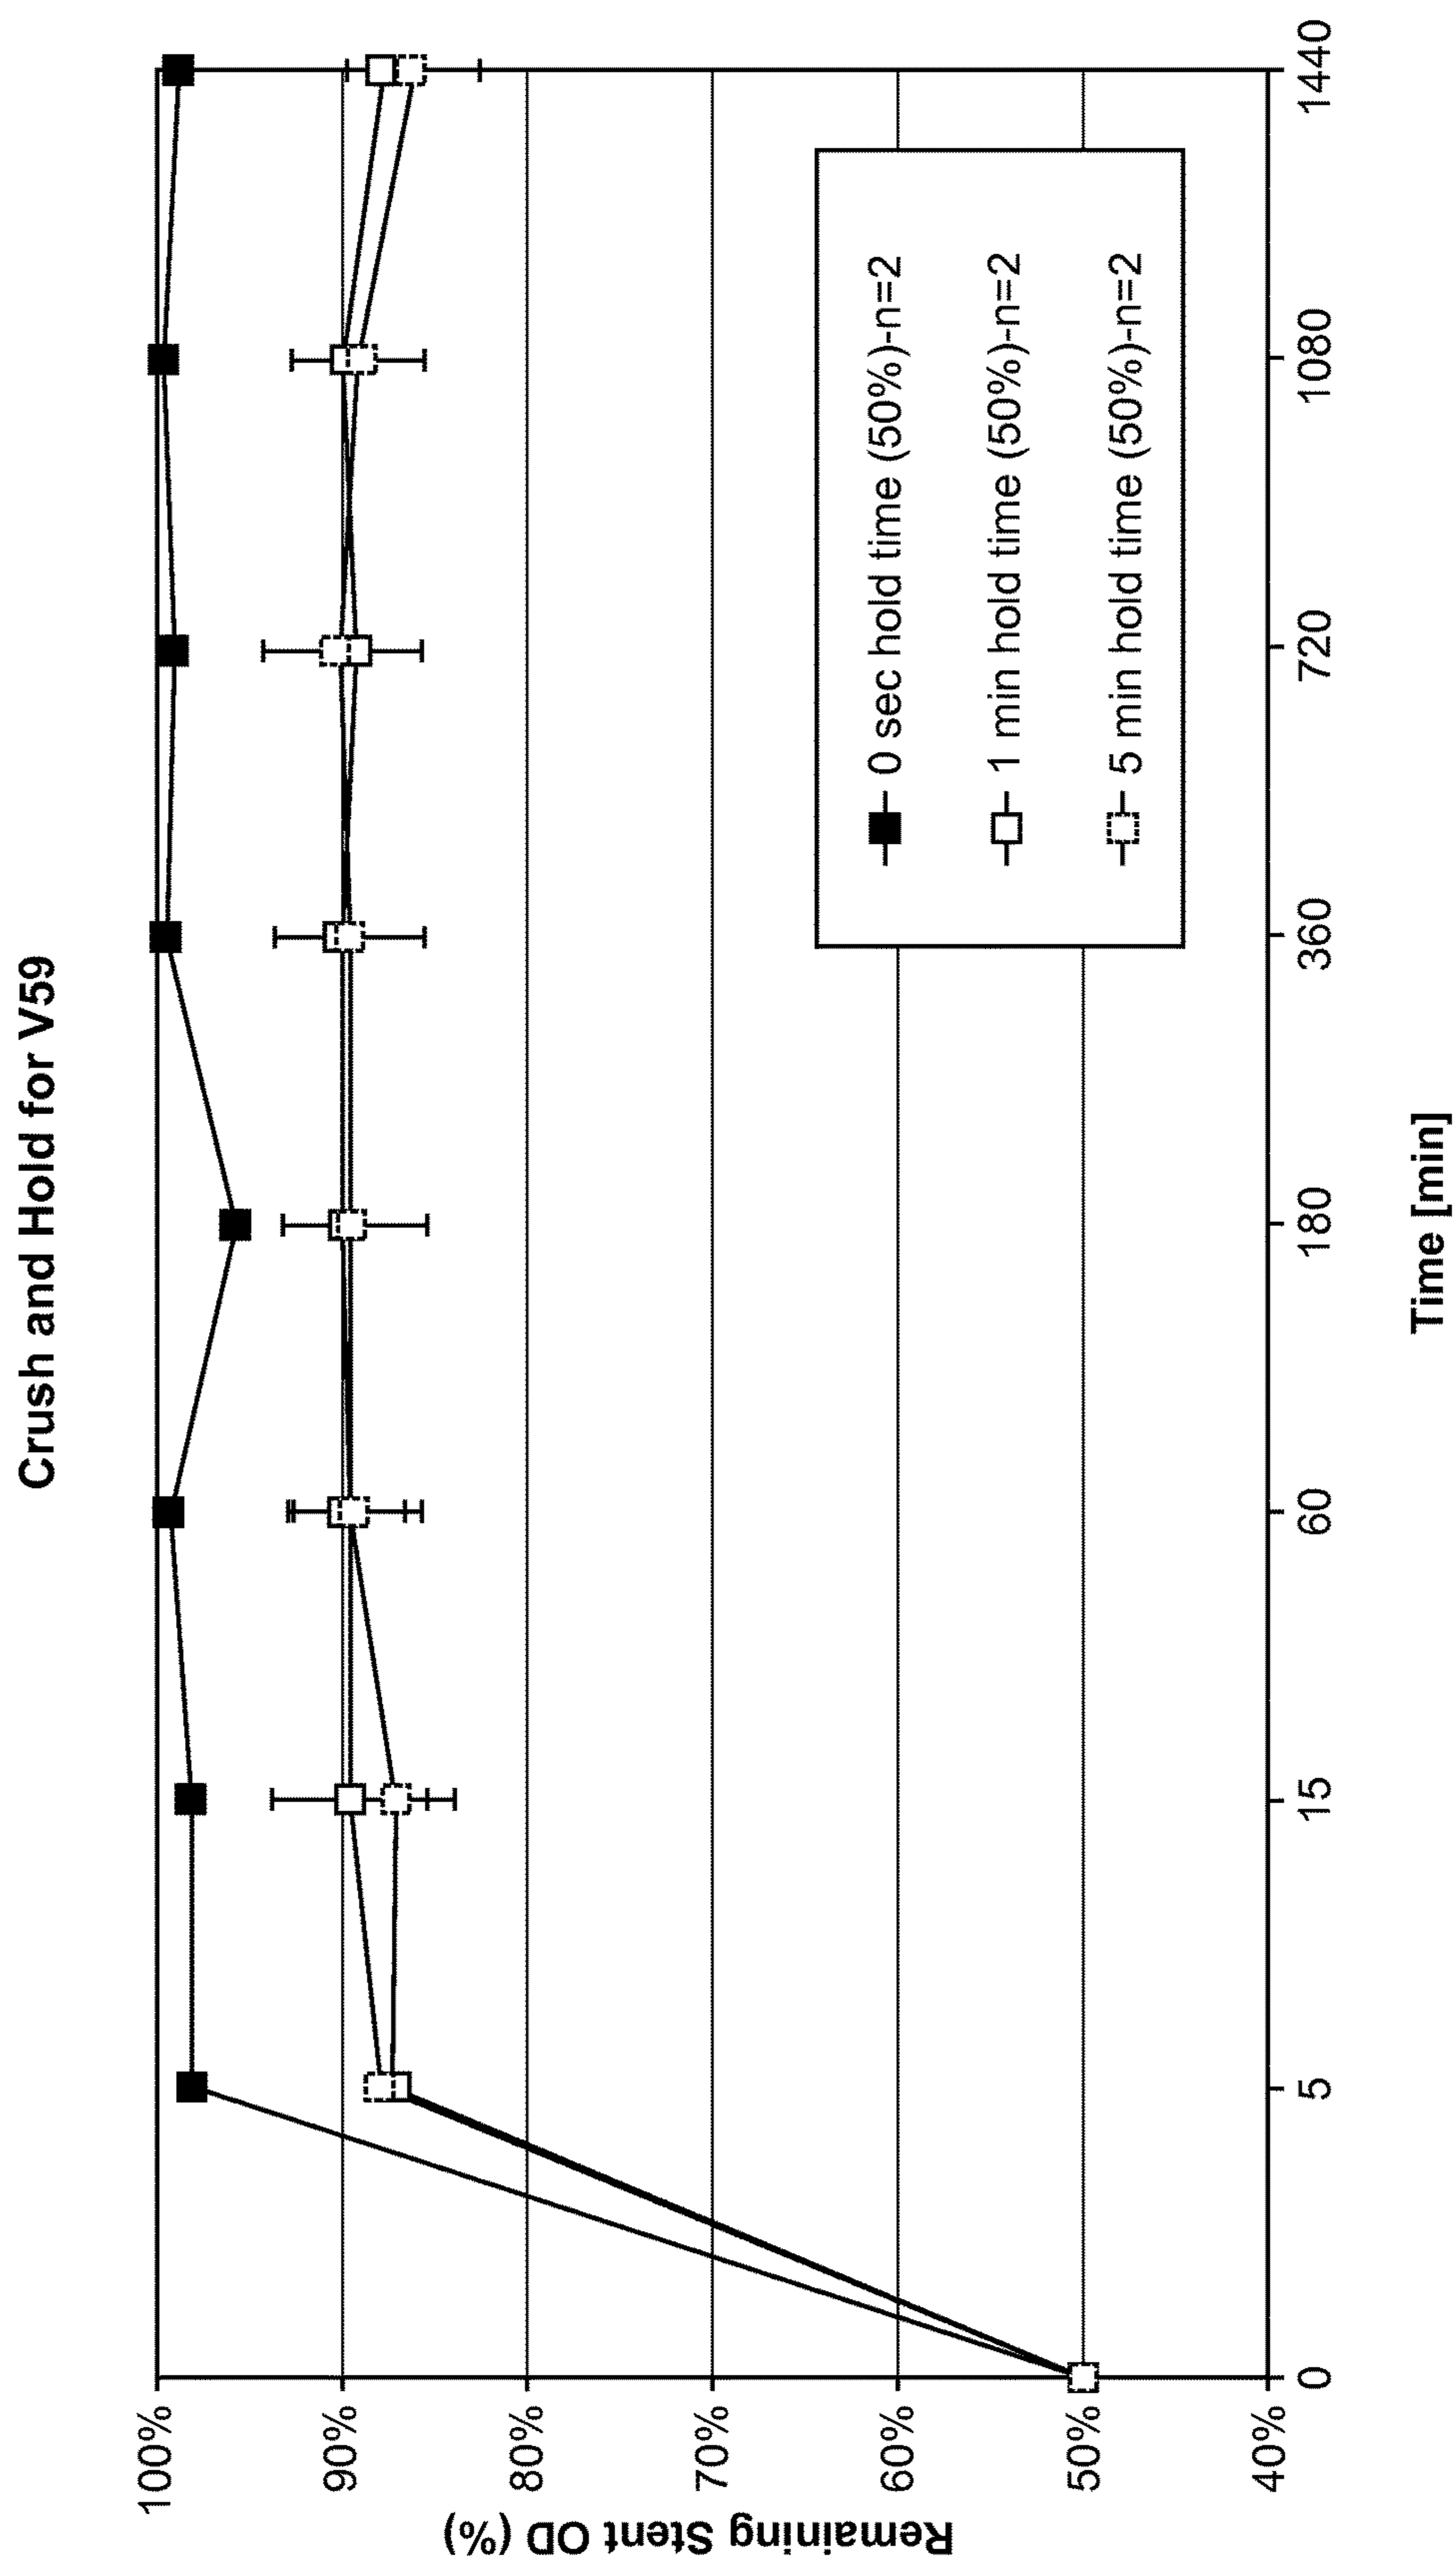 Crush and Hold for V59
Remaining Stent OD (%)
100%
90%
80%
70%
60%
50%
40%
0 sec hold time (50%)-n=2
1 min hold time (50%)-n=2
5 min hold time (50%)-n=2
0 5 15 60 180 360 720 1080 1440
Time [min]